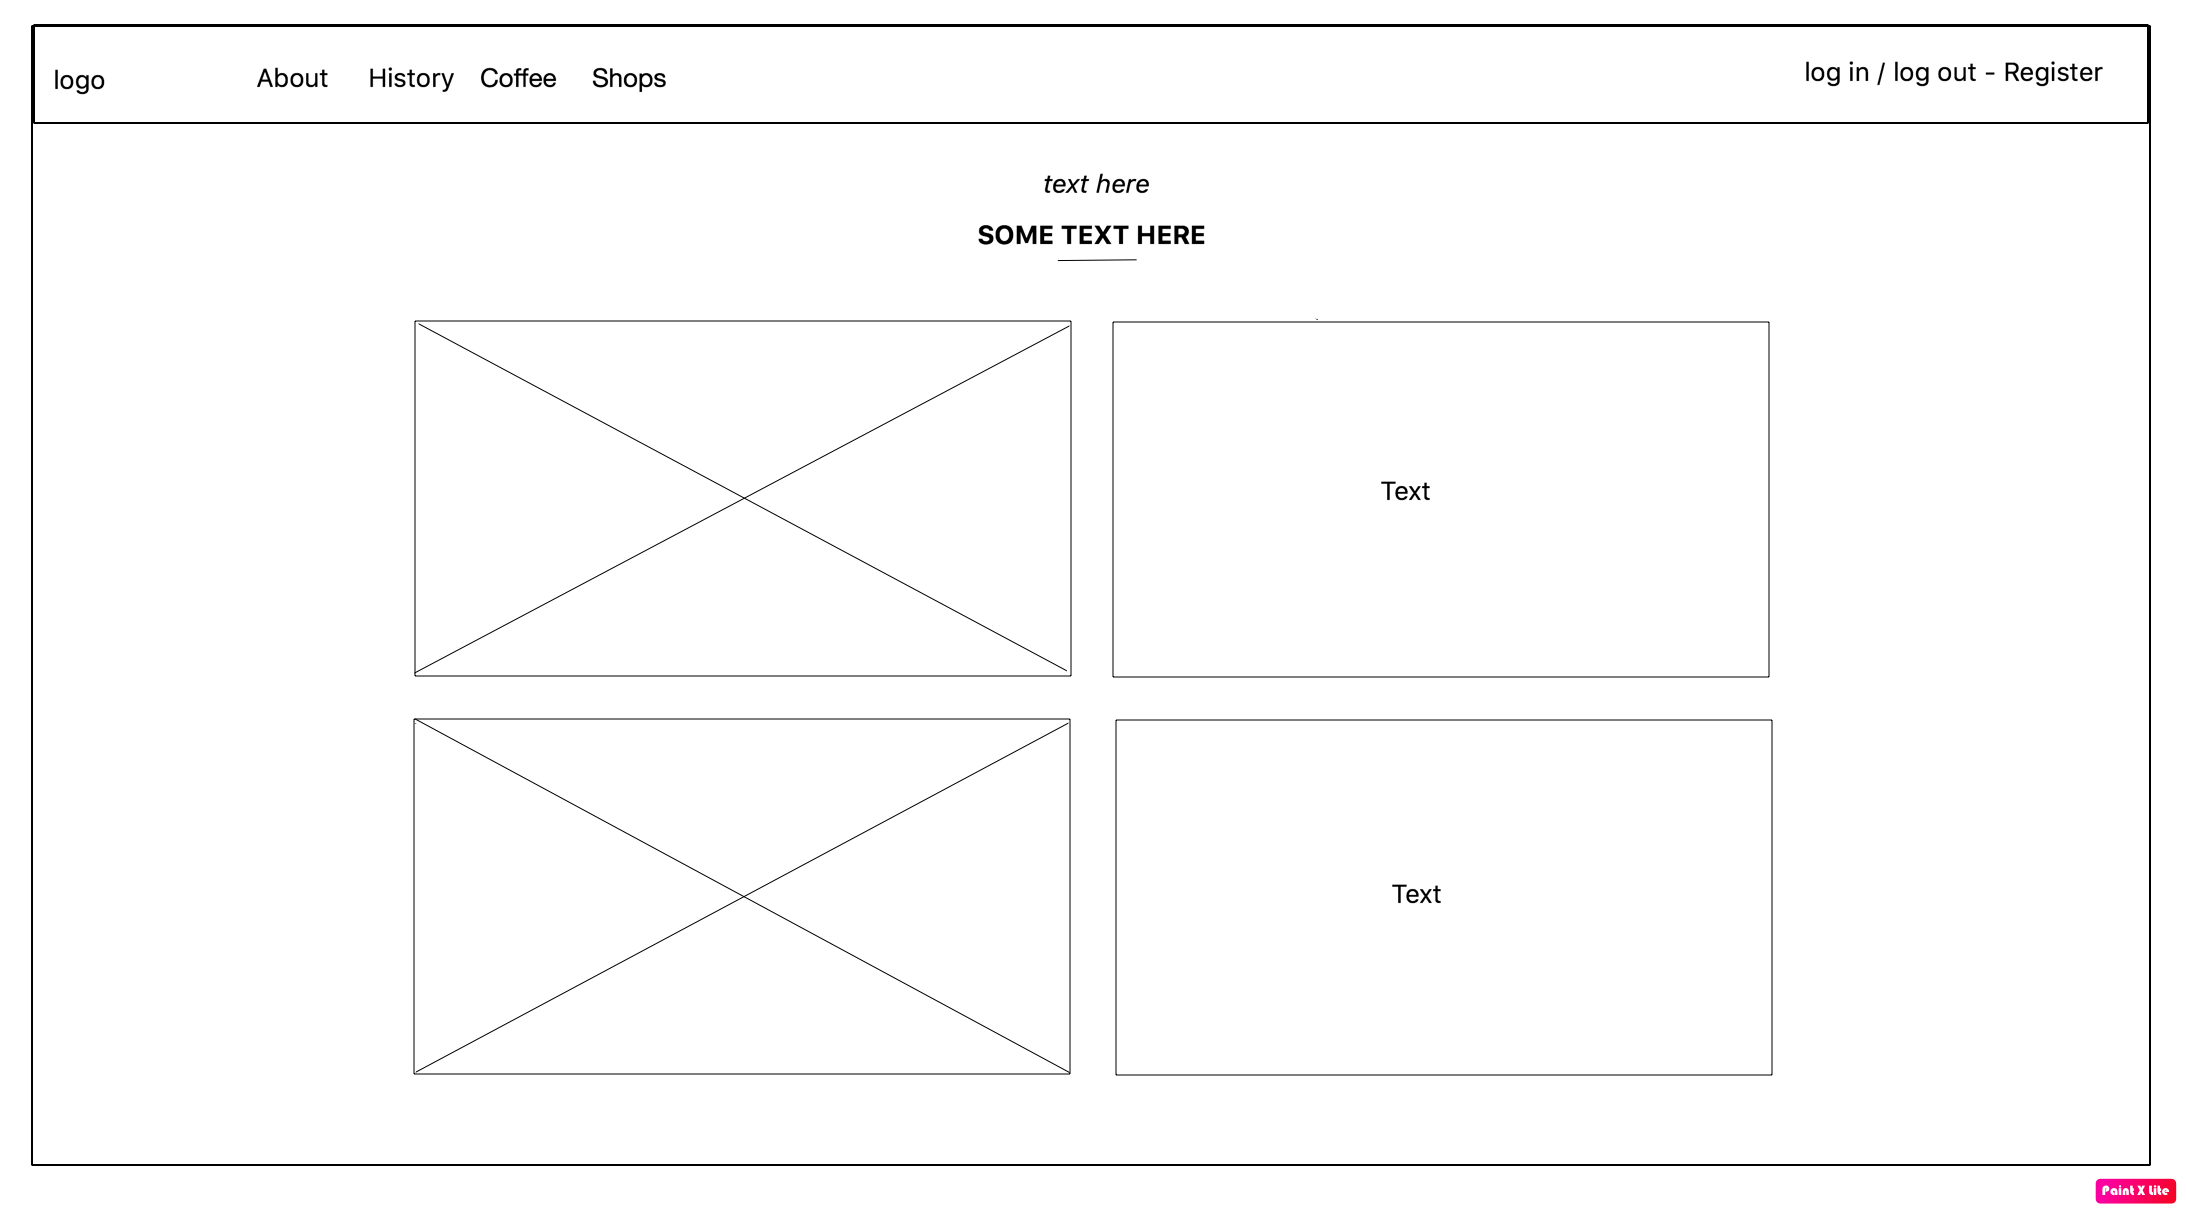 logo About History Coffee Shops log in / log out - Register
text here
SOME TEXT HERE
Text
Text
Paint X Lite